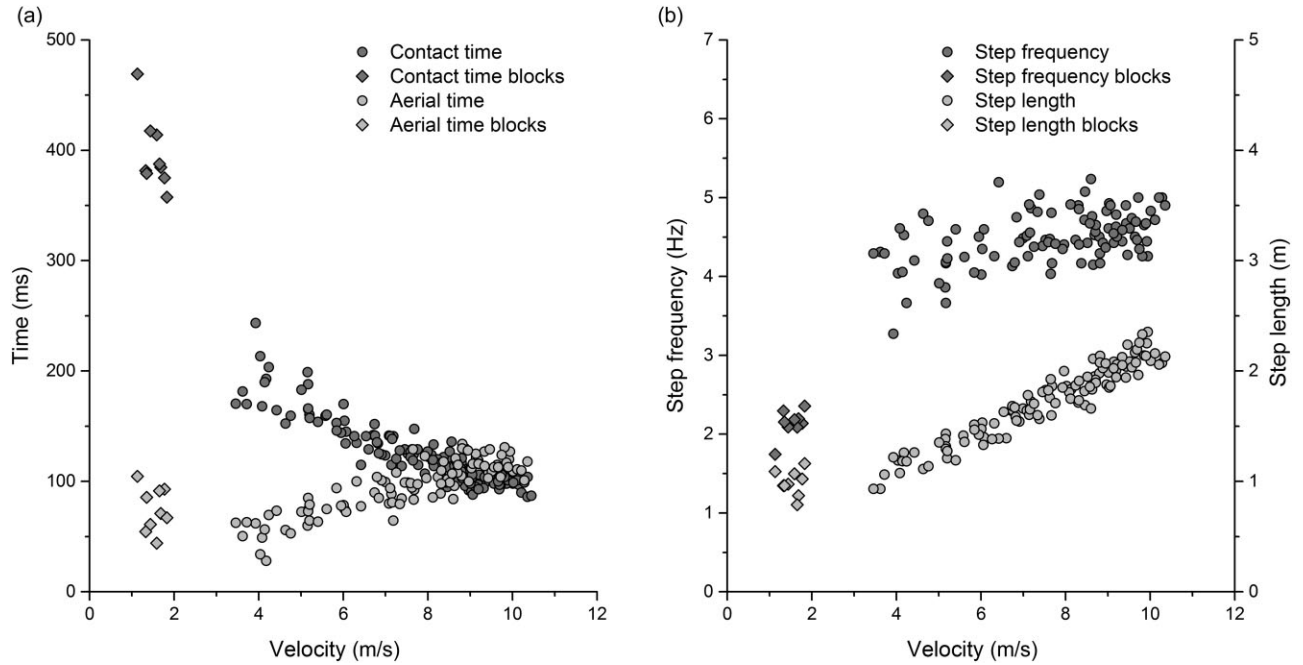 (a)
500
400
300
200
100
0
Time (ms)
Contact time
Contact time blocks
Aerial time
Aerial time blocks
0 2 4 6 8 10 12
Velocity (m/s)
(b)
7
6
5
4
3
2
1
0
Step frequency (Hz)
Step frequency
Step frequency blocks
Step length
Step length blocks
5
4
3
2
1
0
Step length (m)
0 2 4 6 8 10 12
Velocity (m/s)